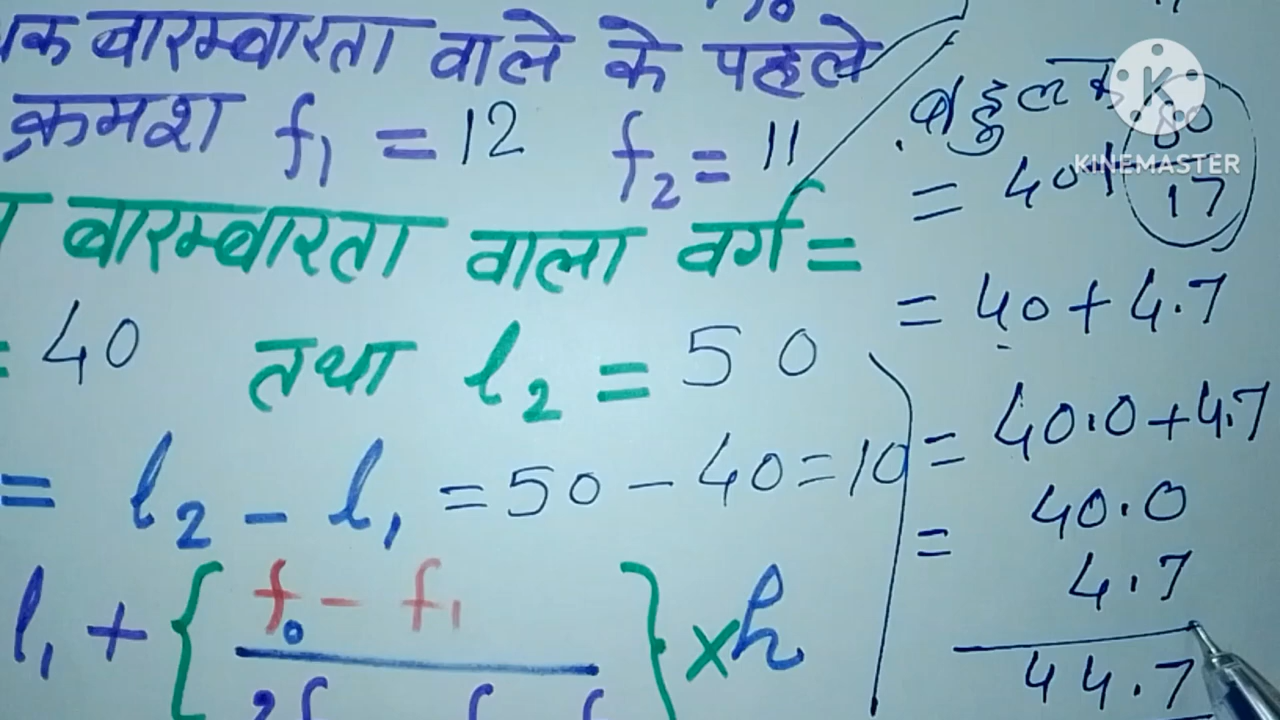 बारम्बारता वाले के पहले
क्रमश f₁ = 12 f₂ = 11
बारम्बारता वाला वर्ग =
= 40 तथा l₂ = 50
= l₂ - l₁ = 50 - 40 = 10
l₁ + { f₀ - f₁ } × h
बहुलक
KINEMASTER
= 40 + 80
17
= 40 + 4.7
= 40.0 + 4.7
= 40.0
4.7
44.7